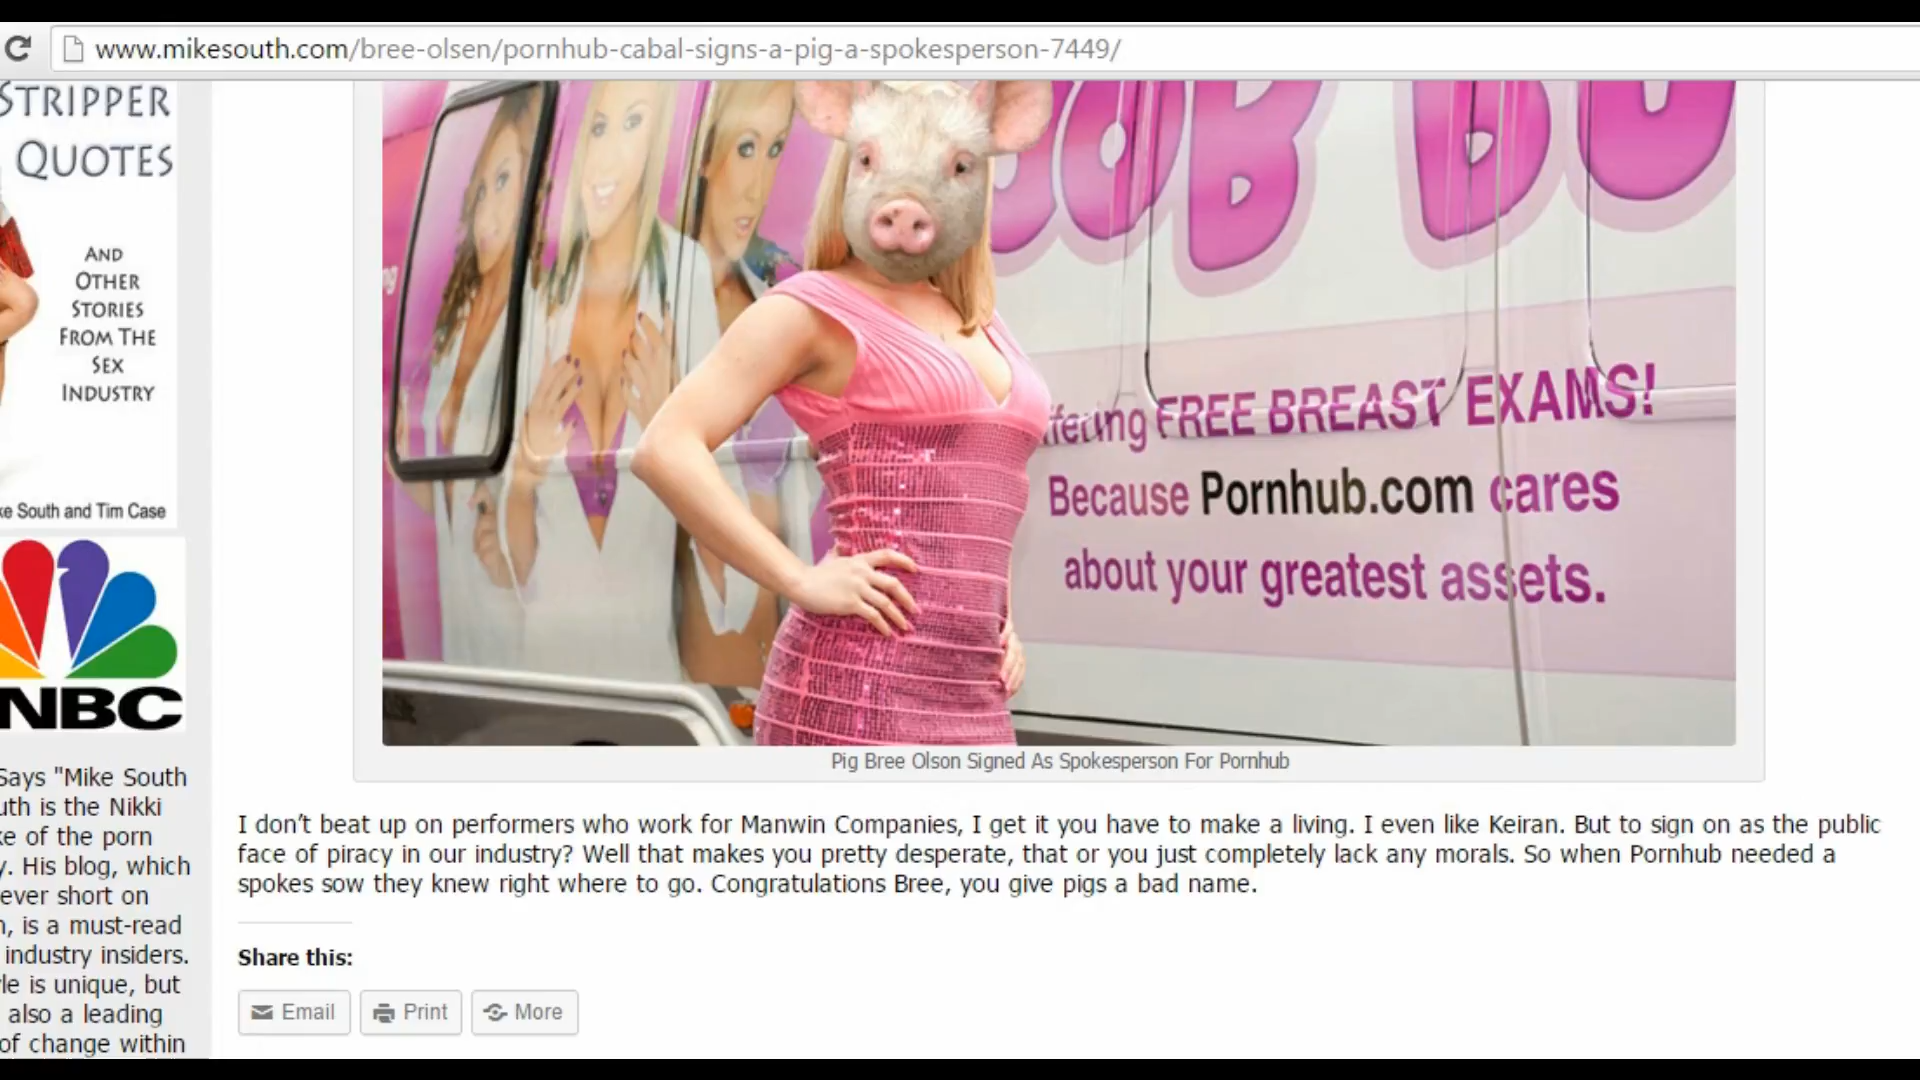 www.mikesouth.com/bree-olsen/pornhub-cabal-signs-a-pig-a-spokesperson-7449/
STRIPPER
QUOTES
AND
OTHER
STORIES
FROM THE
SEX
INDUSTRY
South and Tim Case
NBC
Says "Mike South
is the Nikki
of the porn
His blog, which
ever short on
is a must-read
industry insiders.
is unique, but
also a leading
of change within
FREE BREAST EXAMS!
Because Pornhub.com cares
about your greatest assets.
Pig Bree Olson Signed As Spokesperson For Pornhub
I don’t beat up on performers who work for Manwin Companies, I get it you have to make a living. I even like Keiran. But to sign on as the public
face of piracy in our industry? Well that makes you pretty desperate, that or you just completely lack any morals. So when Pornhub needed a
spokes sow they knew right where to go. Congratulations Bree, you give pigs a bad name.
Share this:
Email Print More